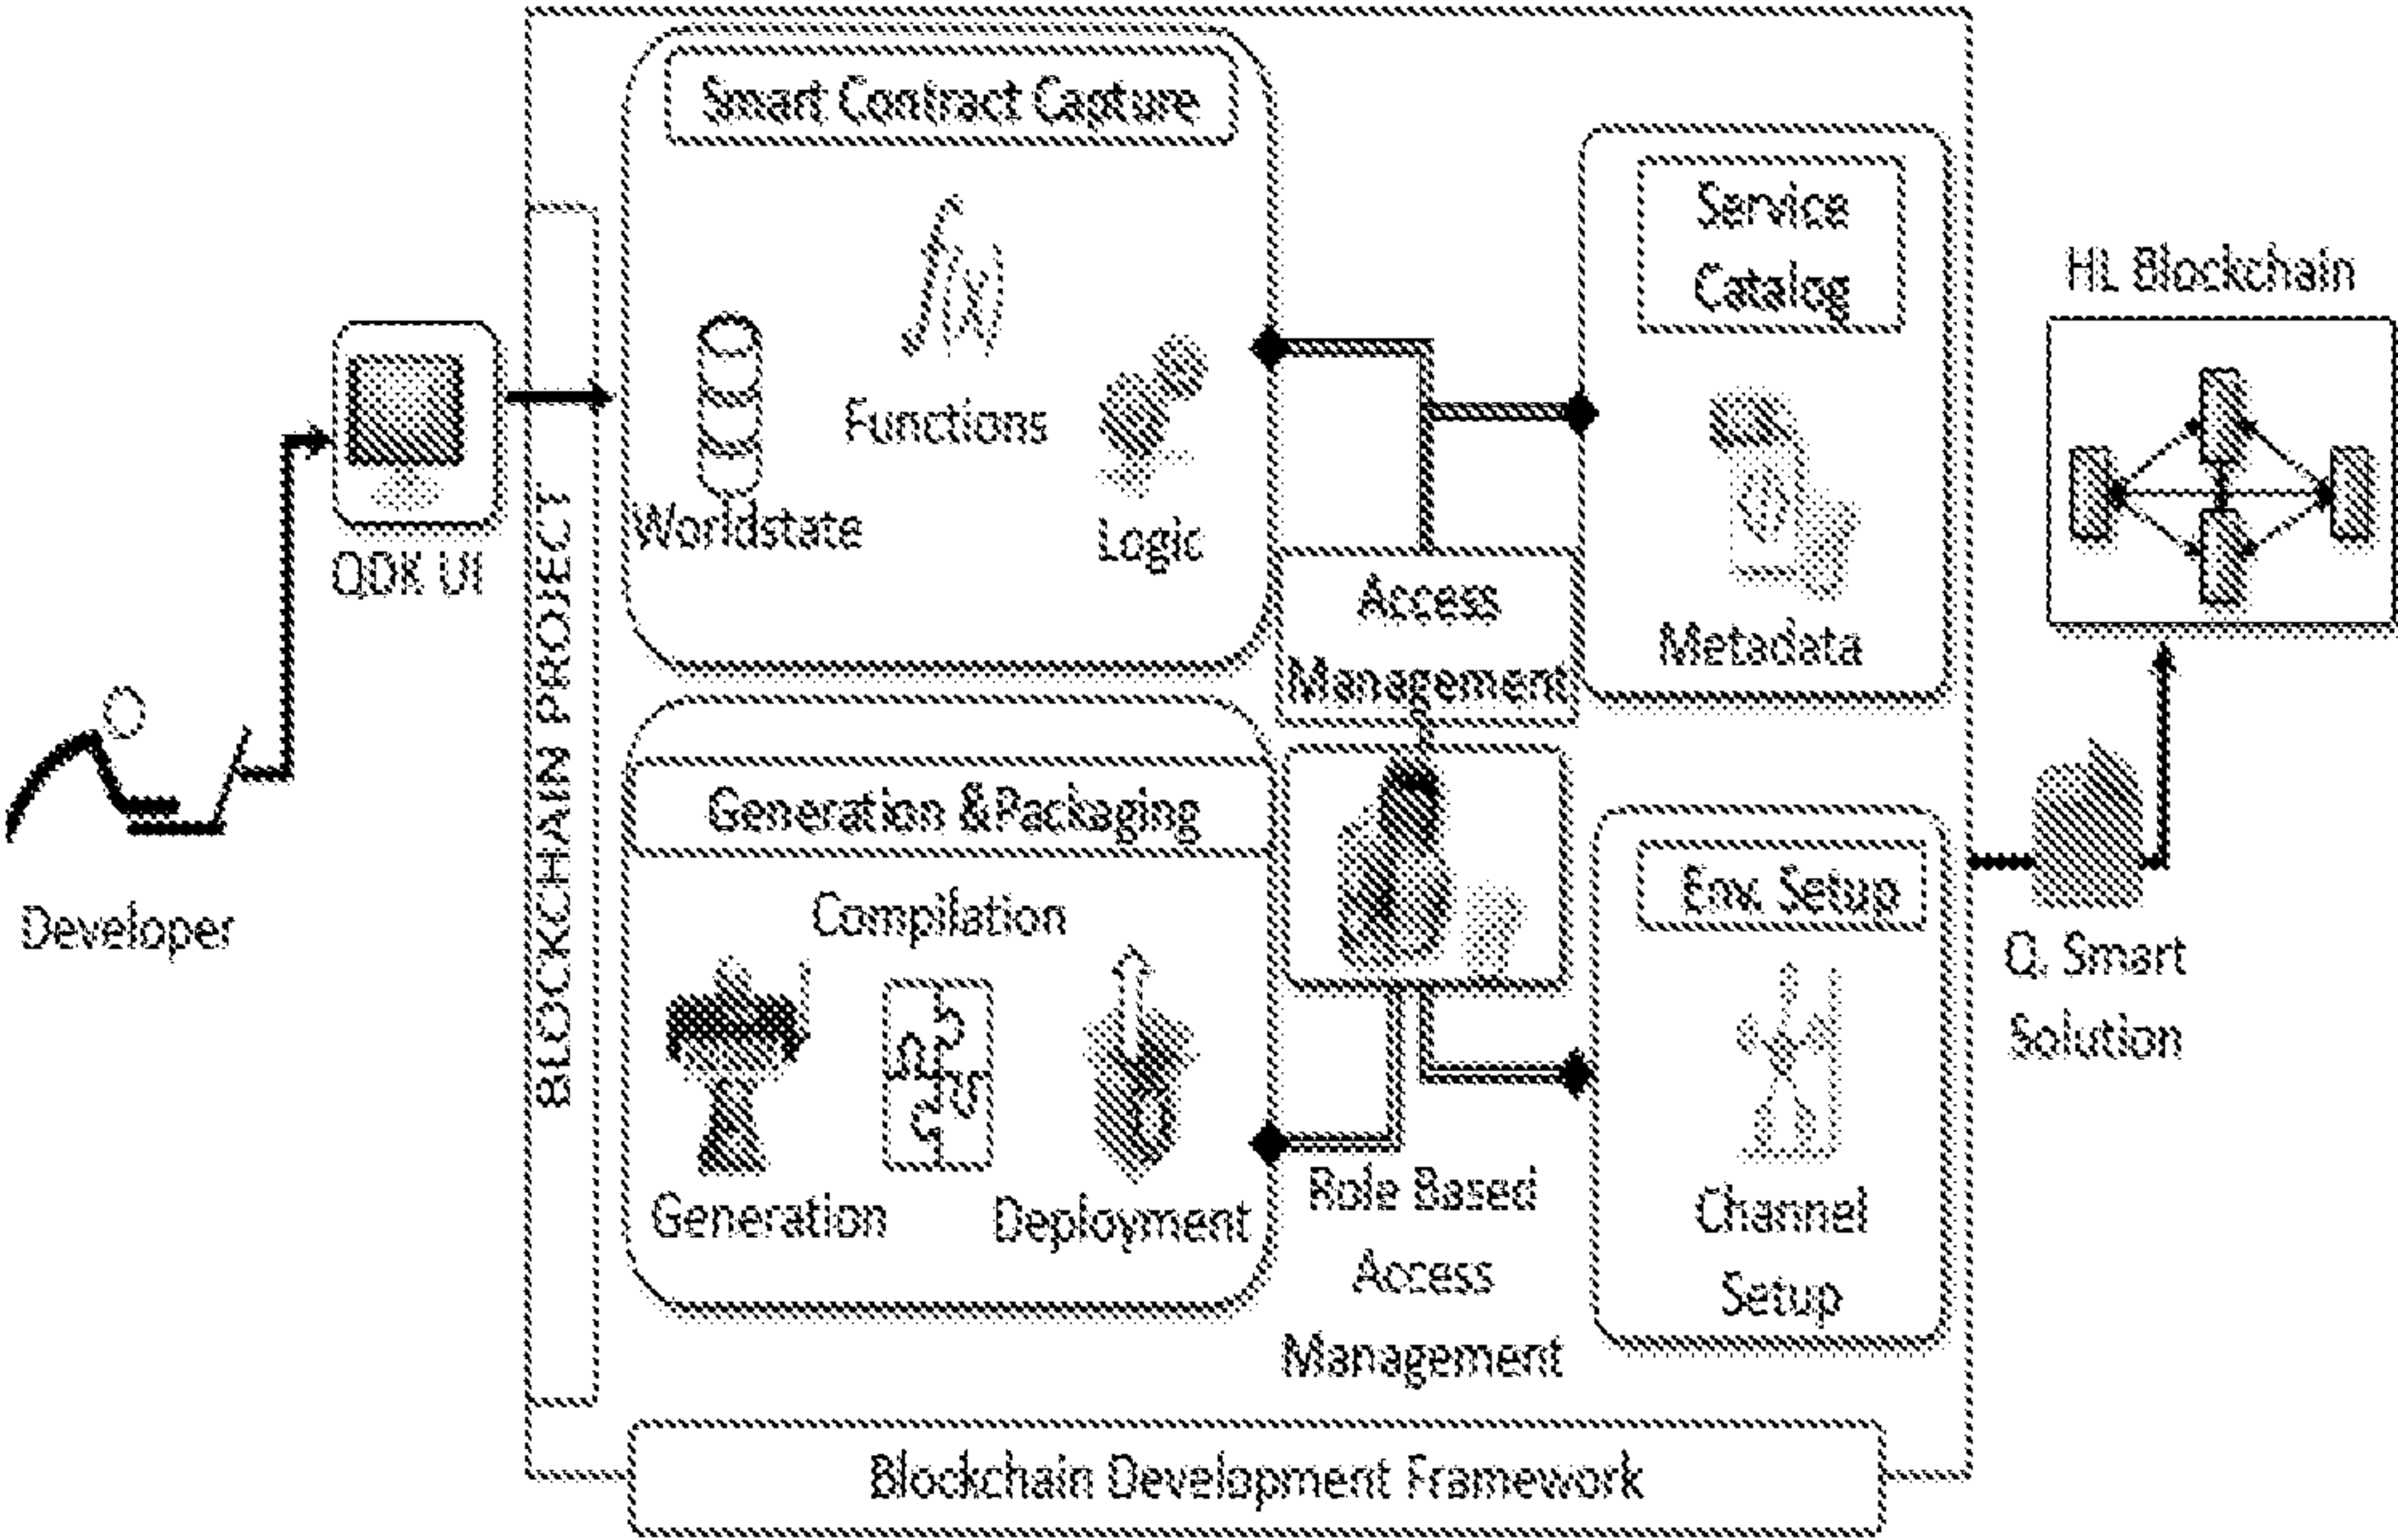 Smart Contract Capture
Service
Catalog
HL Blockchain
Functions
Worldstate
Logic
QDK UI
Access
Management
Metadata
BLOCKCHAIN PROJECT
Generation &Packaging
Compilation
Env. Setup
Developer
Q. Smart
Solution
Generation
Deployment
Role Based
Access
Management
Channel
Setup
Blockchain Development Framework